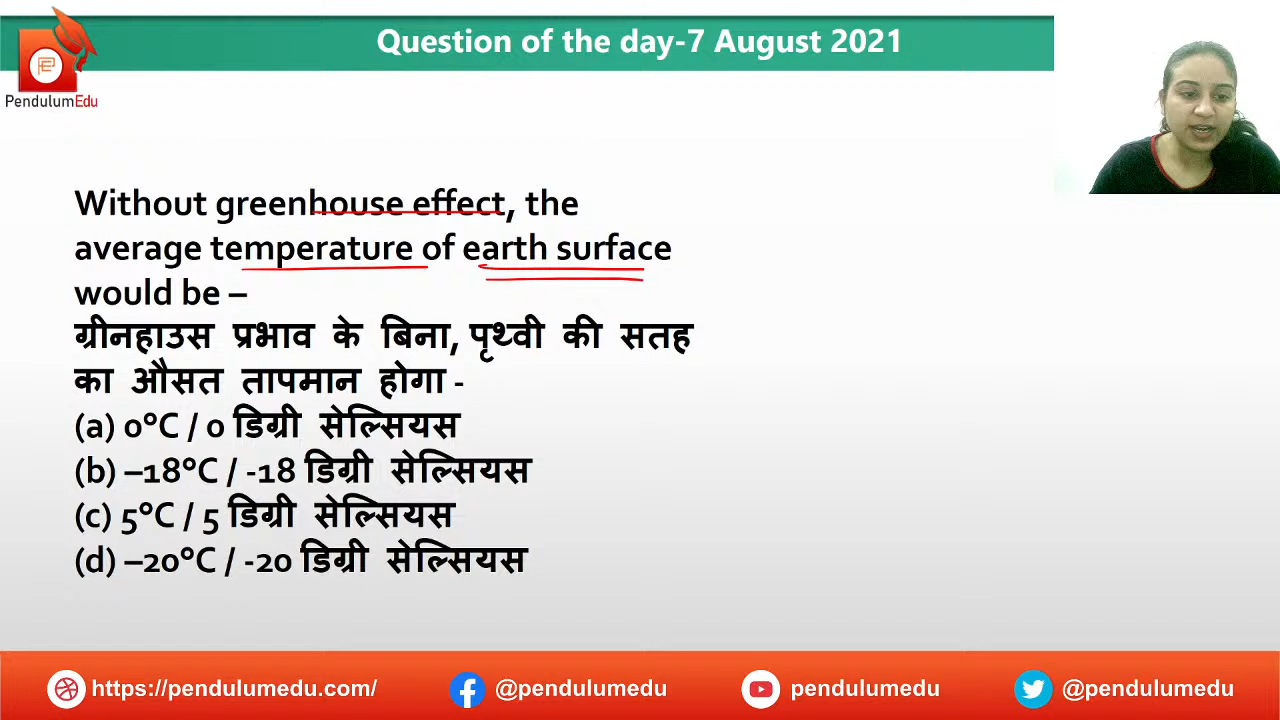 Question of the day-7 August 2021
PE
PendulumEdu
Without greenhouse effect, the
average temperature of earth surface
would be –
ग्रीनहाउस प्रभाव के बिना, पृथ्वी की सतह
का औसत तापमान होगा -
(a) 0°C / 0 डिग्री सेल्सियस
(b) –18°C / -18 डिग्री सेल्सियस
(c) 5°C / 5 डिग्री सेल्सियस
(d) –20°C / -20 डिग्री सेल्सियस
https://pendulumedu.com/ @pendulumedu pendulumedu @pendulumedu